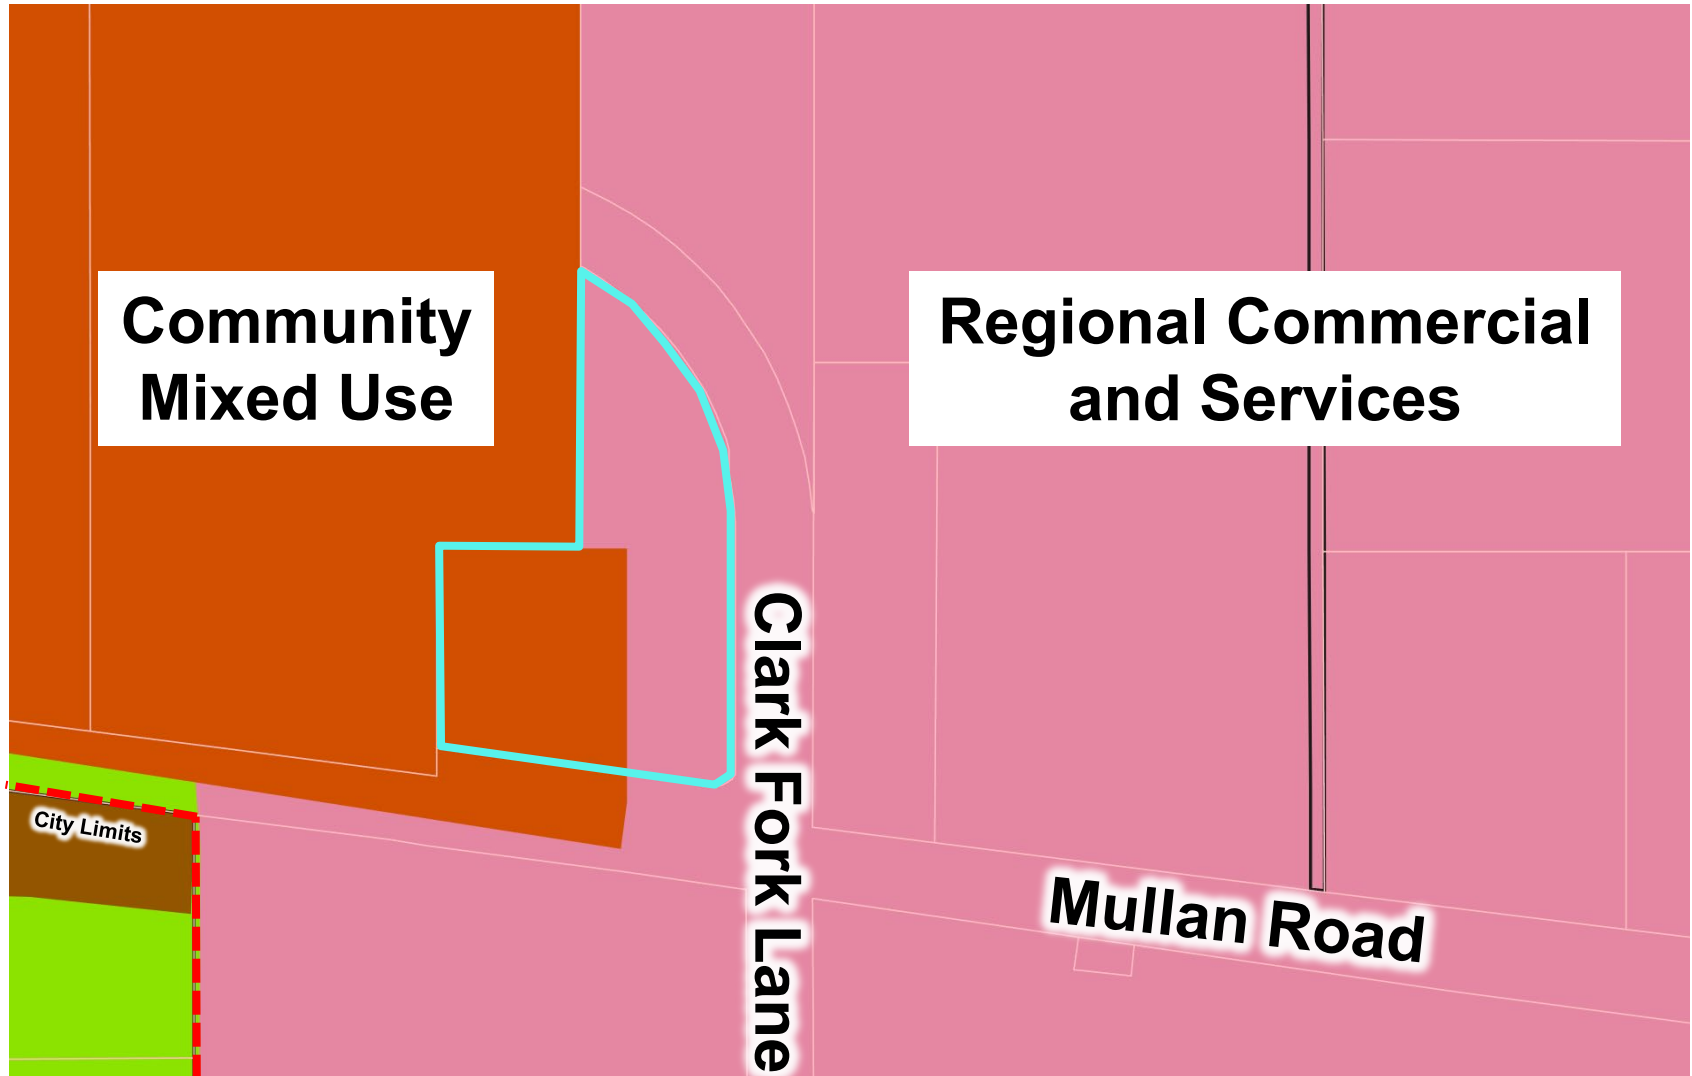 Community
Mixed Use
Regional Commercial
and Services
Clark Fork Lane
City Limits
Mullan Road